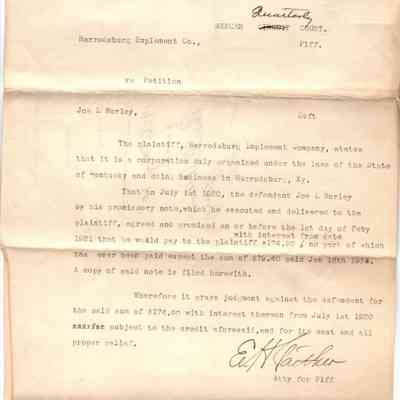 Quarterly
MERCER COURT.
Harrodsburg Implement Co., Plff.
vs Petition
Joe L Hurley, Deft
The plaintiff, Harrodsburg Implement Company, states
that it is a corporation duly organized under the laws of the State
of Kentucky and doing business in Harrodsburg, Ky.
That on July 1st 1920, the defendant Joe L Hurley
by his promissory note,which he executed and delivered to the
plaintiff, agreed and promised on or before the 1st day of Feby
with interest from date
1921 that he would pay to the plaintiff $276.00 / no part of which
has ever been paid except the sum of $79.60 paid Jan 18th
A copy of said note is filed herewith.
Wherefore it prays judgment against the defendant for
the said sum of $276.00 with interest thereon from July 1st 1920
subject to the credit aforesaid,and for its cost and all
proper relief.
Atty for Plff